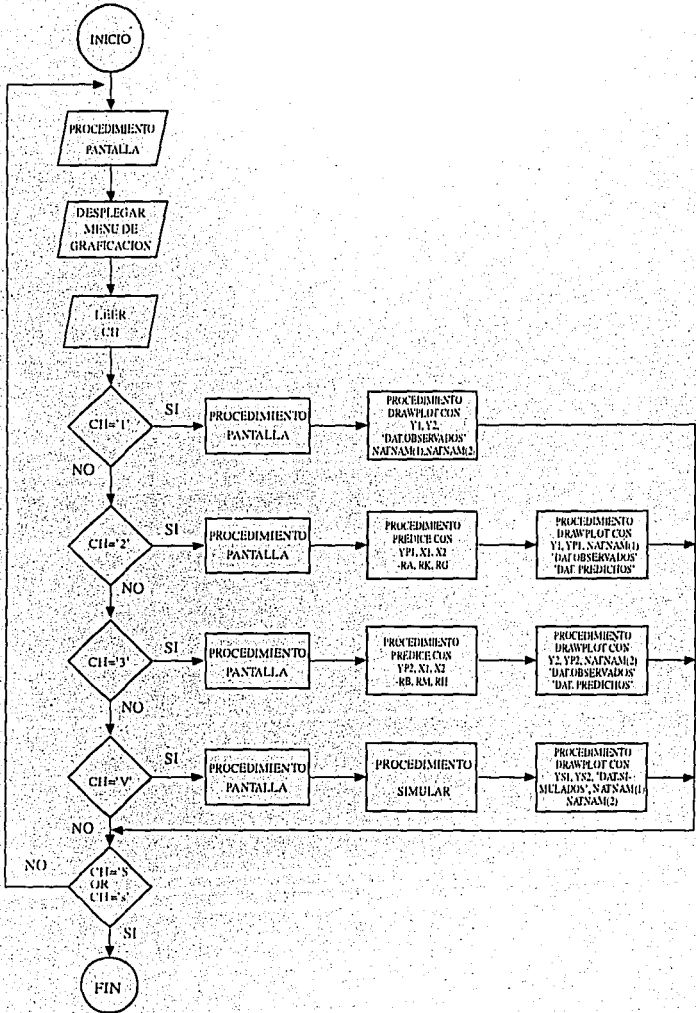 INICIO
PROCEDIMIENTO
PANTALLA
DESPLEGAR
MENU DE
GRAFICACION
LEER
CH
CH='1'
SI
PROCEDIMIENTO
PANTALLA
PROCEDIMIENTO
DRAWPLOT CON
Y1, Y2,
'DAT.OBSERVADOS'
NATNAM(1),NATNAM(2)
NO
CH='2'
SI
PROCEDIMIENTO
PANTALLA
PROCEDIMIENTO
PREDICE CON
YP1, X1, X2
-RA, RK, RG
PROCEDIMIENTO
DRAWPLOT CON
Y1, YP1, NATNAM(1)
'DAT.OBSERVADOS'
'DAT. PREDICHOS'
NO
CH='3'
SI
PROCEDIMIENTO
PANTALLA
PROCEDIMIENTO
PREDICE CON
YP2, X1, X2
-RB, RM, RH
PROCEDIMIENTO
DRAWPLOT CON
Y2, YP2, NATNAM(2)
'DAT.OBSERVADOS'
'DAT. PREDICHOS'
NO
CH='V'
SI
PROCEDIMIENTO
PANTALLA
PROCEDIMIENTO
SIMULAR
PROCEDIMIENTO
DRAWPLOT CON
YS1, YS2, 'DAT.SI-
MULADOS', NATNAM(1)
NATNAM(2)
NO
NO
CH='S'
OR
CH='s'
SI
FIN